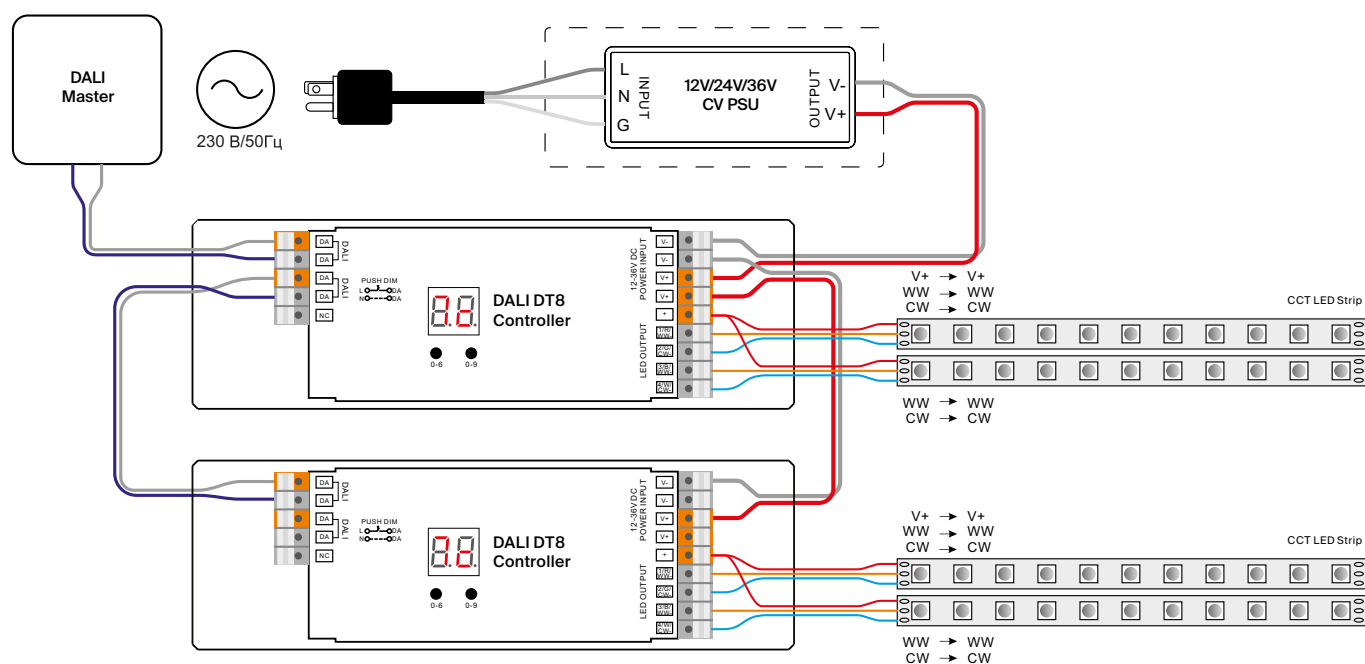 DALI
Master
230 В/50Гц
L
N
G
INPUT
12V/24V/36V
CV PSU
OUTPUT
V-
V+
DA
DA
DALI
DA
DA
DALI
NC
PUSH DIM
L DA
N DA
DALI DT8
Controller
0-6
0-9
12-36V DC
POWER INPUT
LED OUTPUT
V-
V-
V+
V+
+
1/R/
WW-
2/G/
CW-
3/B/
WW-
4/W/
CW-
V+ → V+
WW → WW
CW → CW
CCT LED Strip
WW → WW
CW → CW
DA
DA
DALI
DA
DA
DALI
NC
PUSH DIM
L DA
N DA
DALI DT8
Controller
0-6
0-9
12-36V DC
POWER INPUT
LED OUTPUT
V-
V-
V+
V+
+
1/R/
WW-
2/G/
CW-
3/B/
WW-
4/W/
CW-
V+ → V+
WW → WW
CW → CW
CCT LED Strip
WW → WW
CW → CW